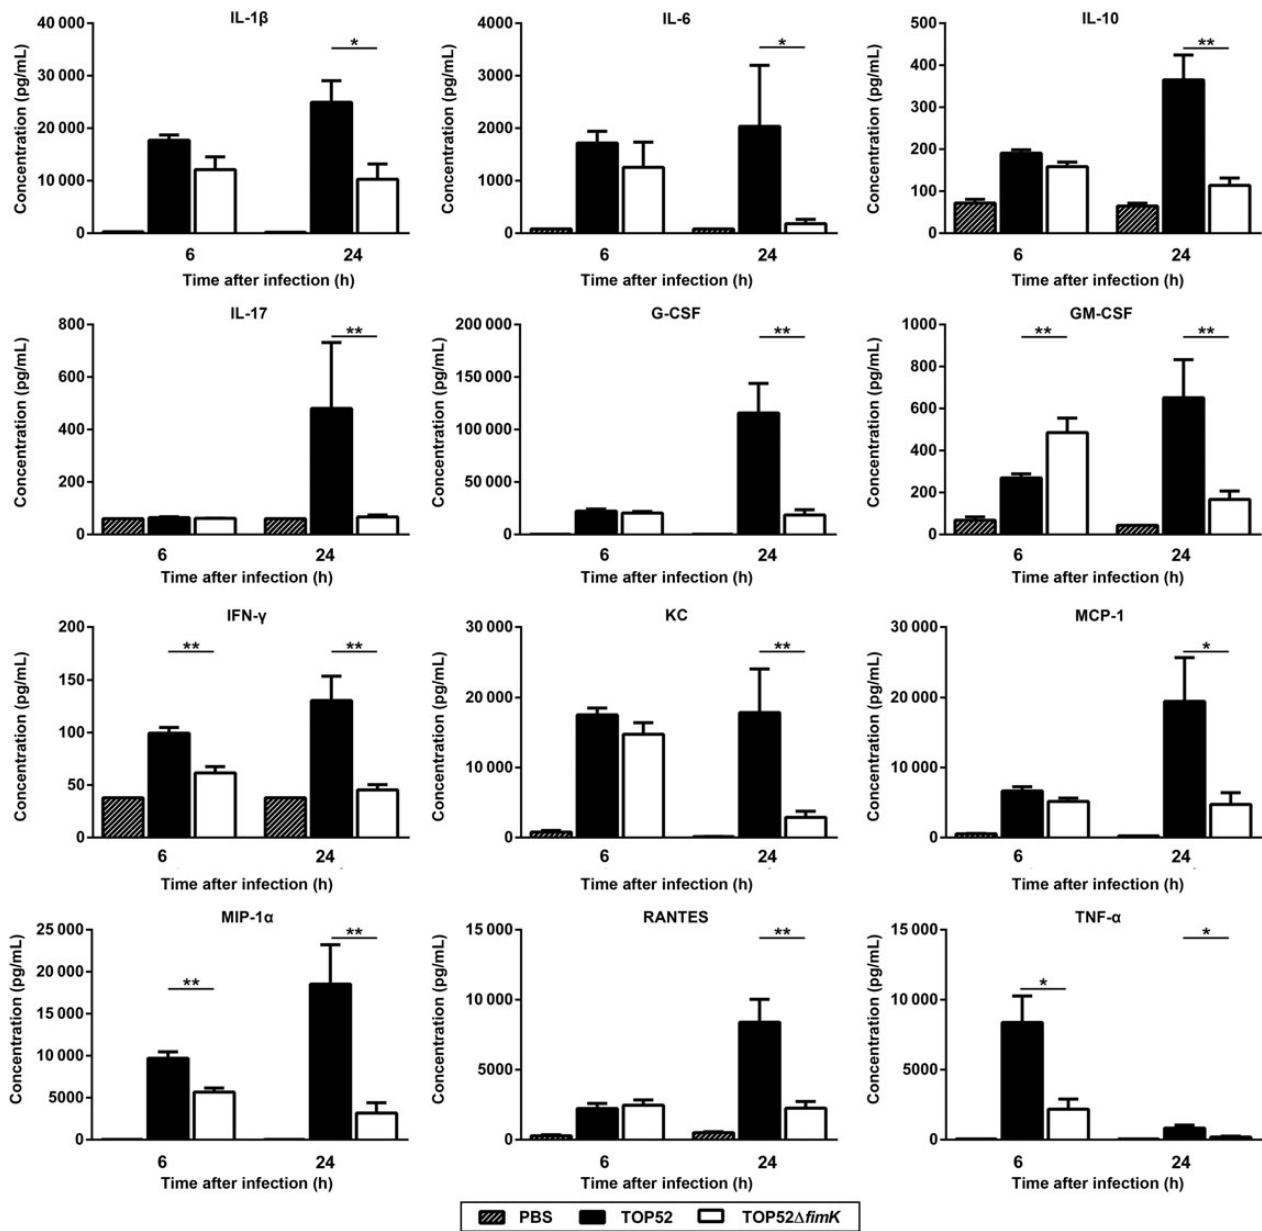 IL-1β
Concentration (pg/mL)
40 000
30 000
20 000
10 000
0
*
6
24
Time after infection (h)
IL-6
Concentration (pg/mL)
4000
3000
2000
1000
0
*
6
24
Time after infection (h)
IL-10
Concentration (pg/mL)
500
400
300
200
100
0
**
6
24
Time after infection (h)
IL-17
Concentration (pg/mL)
800
600
400
200
0
**
6
24
Time after infection (h)
G-CSF
Concentration (pg/mL)
200 000
150 000
100 000
50 000
0
**
6
24
Time after infection (h)
GM-CSF
Concentration (pg/mL)
1000
800
600
400
200
0
**
**
6
24
Time after infection (h)
IFN-γ
Concentration (pg/mL)
200
150
100
50
0
**
**
6
24
Time after infection (h)
KC
Concentration (pg/mL)
30 000
20 000
10 000
0
**
6
24
Time after infection (h)
MCP-1
Concentration (pg/mL)
30 000
20 000
10 000
0
*
6
24
Time after infection (h)
MIP-1α
Concentration (pg/mL)
25 000
20 000
15 000
10 000
5000
0
**
**
6
24
Time after infection (h)
RANTES
Concentration (pg/mL)
15 000
10 000
5000
0
**
6
24
Time after infection (h)
TNF-α
Concentration (pg/mL)
15 000
10 000
5000
0
*
*
6
24
Time after infection (h)
PBS TOP52 TOP52ΔfimK